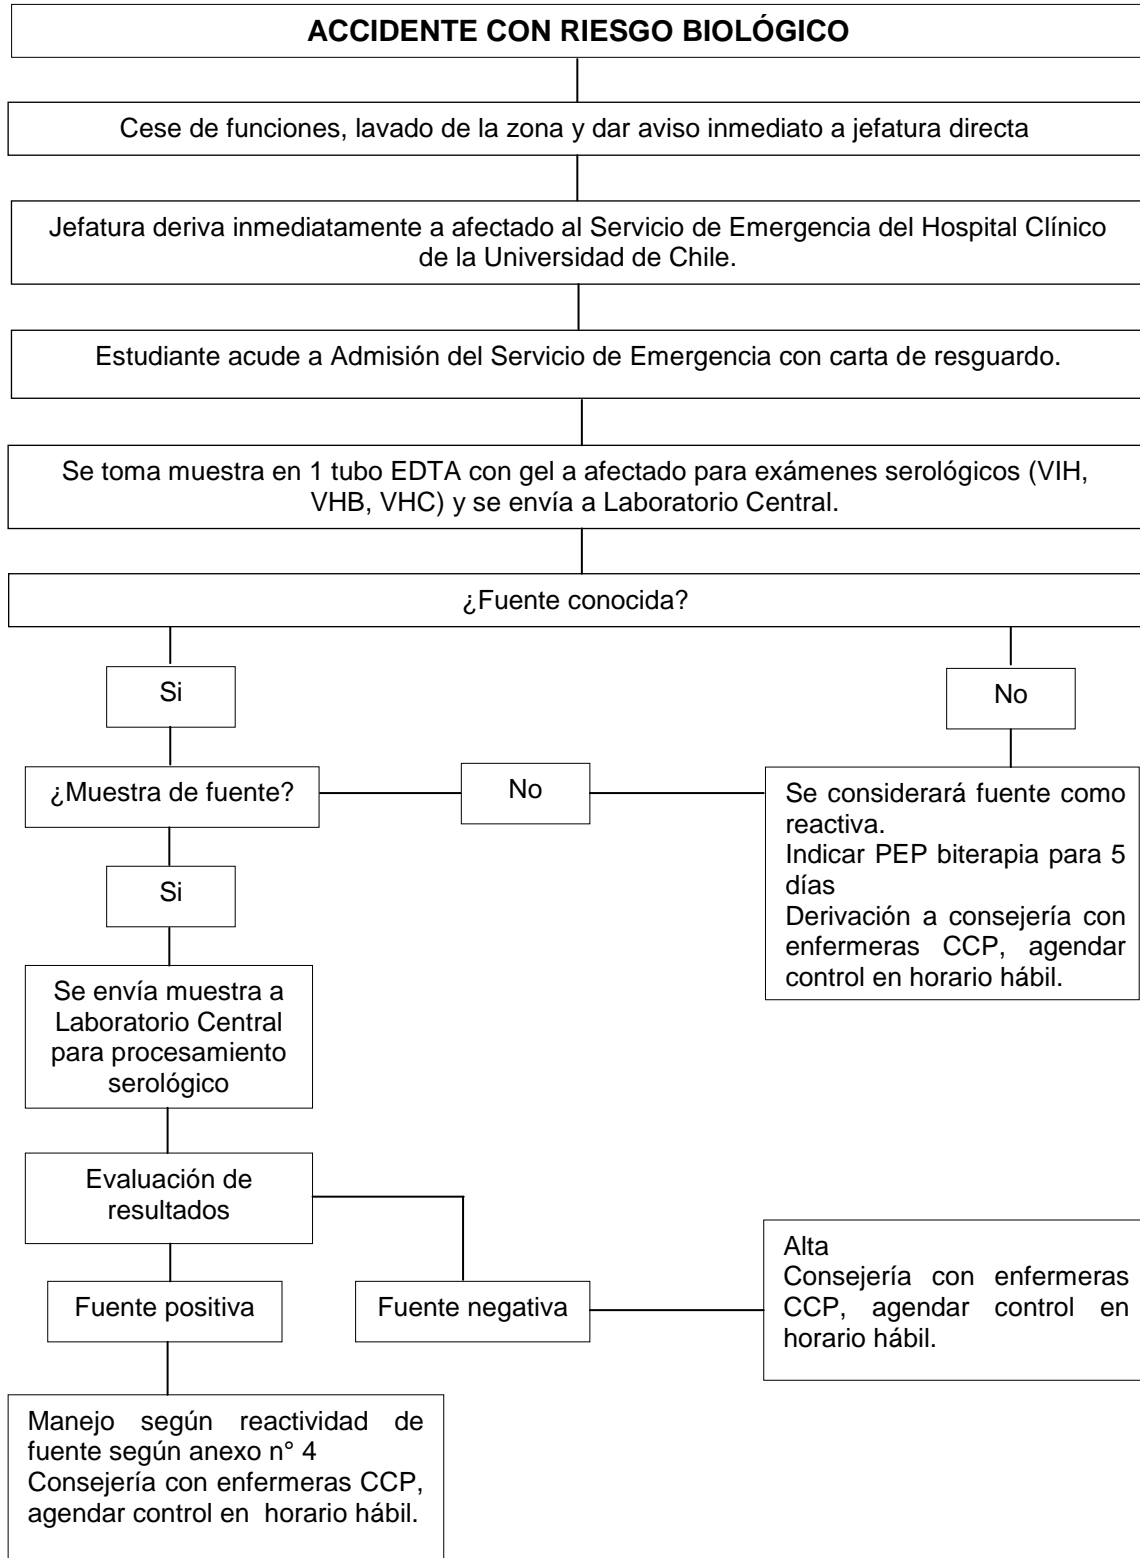 ACCIDENTE CON RIESGO BIOLÓGICO
Cese de funciones, lavado de la zona y dar aviso inmediato a jefatura directa
Jefatura deriva inmediatamente a afectado al Servicio de Emergencia del Hospital Clínico
de la Universidad de Chile.
Estudiante acude a Admisión del Servicio de Emergencia con carta de resguardo.
Se toma muestra en 1 tubo EDTA con gel a afectado para exámenes serológicos (VIH,
VHB, VHC) y se envía a Laboratorio Central.
¿Fuente conocida?
Si
No
¿Muestra de fuente?
No
Se considerará fuente como
reactiva.
Indicar PEP biterapia para 5
días
Derivación a consejería con
enfermeras CCP, agendar
control en horario hábil.
Si
Se envía muestra a
Laboratorio Central
para procesamiento
serológico
Evaluación de
resultados
Fuente positiva
Fuente negativa
Alta
Consejería con enfermeras
CCP, agendar control en
horario hábil.
Manejo según reactividad de
fuente según anexo n° 4
Consejería con enfermeras CCP,
agendar control en horario hábil.